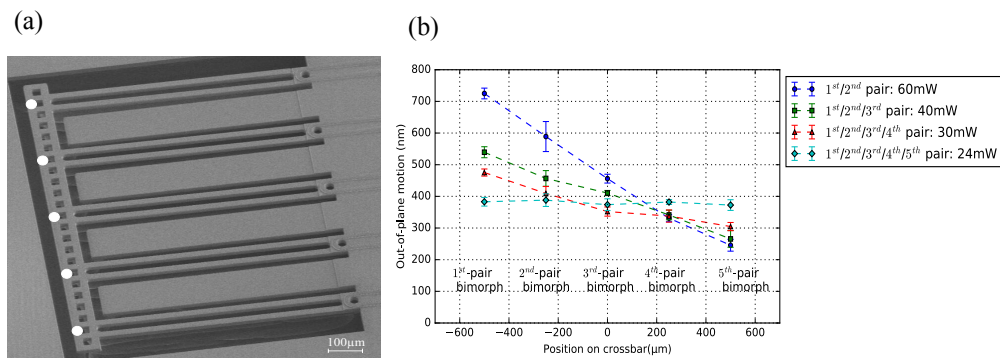 (a)
(b)
100μm
800
700
600
500
400
300
200
100
0
Out-of-plane motion (nm)
1st-pair bimorph
2nd-pair bimorph
3rd-pair bimorph
4th-pair bimorph
5th-pair bimorph
−600 −400 −200 0 200 400 600
Position on crossbar(μm)
1st/2nd pair: 60mW
1st/2nd/3rd pair: 40mW
1st/2nd/3rd/4th pair: 30mW
1st/2nd/3rd/4th/5th pair: 24mW